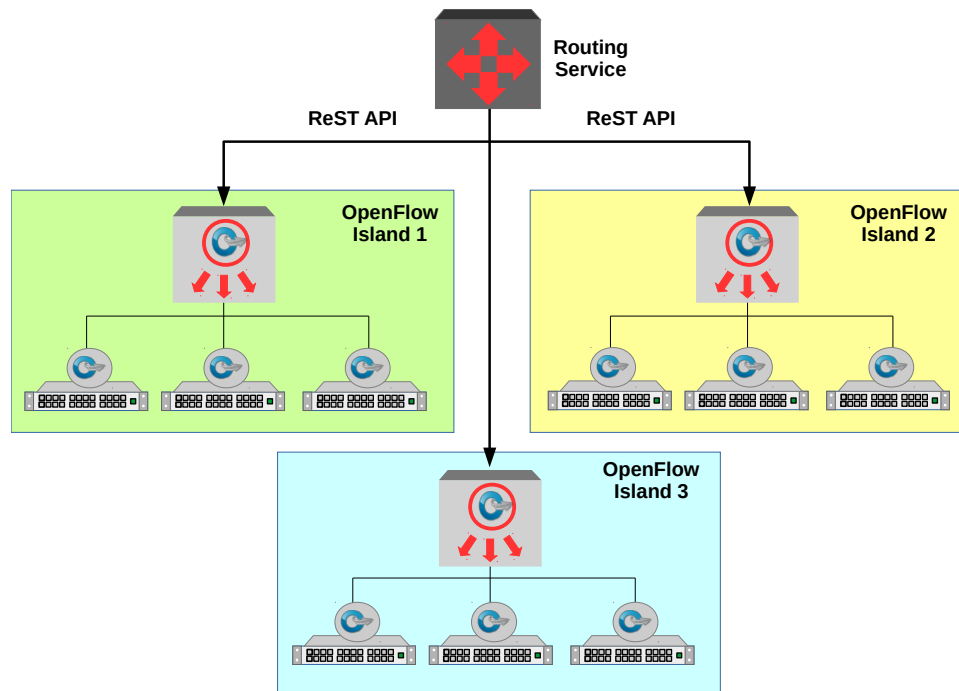 Routing
Service
ReST API
ReST API
OpenFlow
Island 1
OpenFlow
Island 2
OpenFlow
Island 3